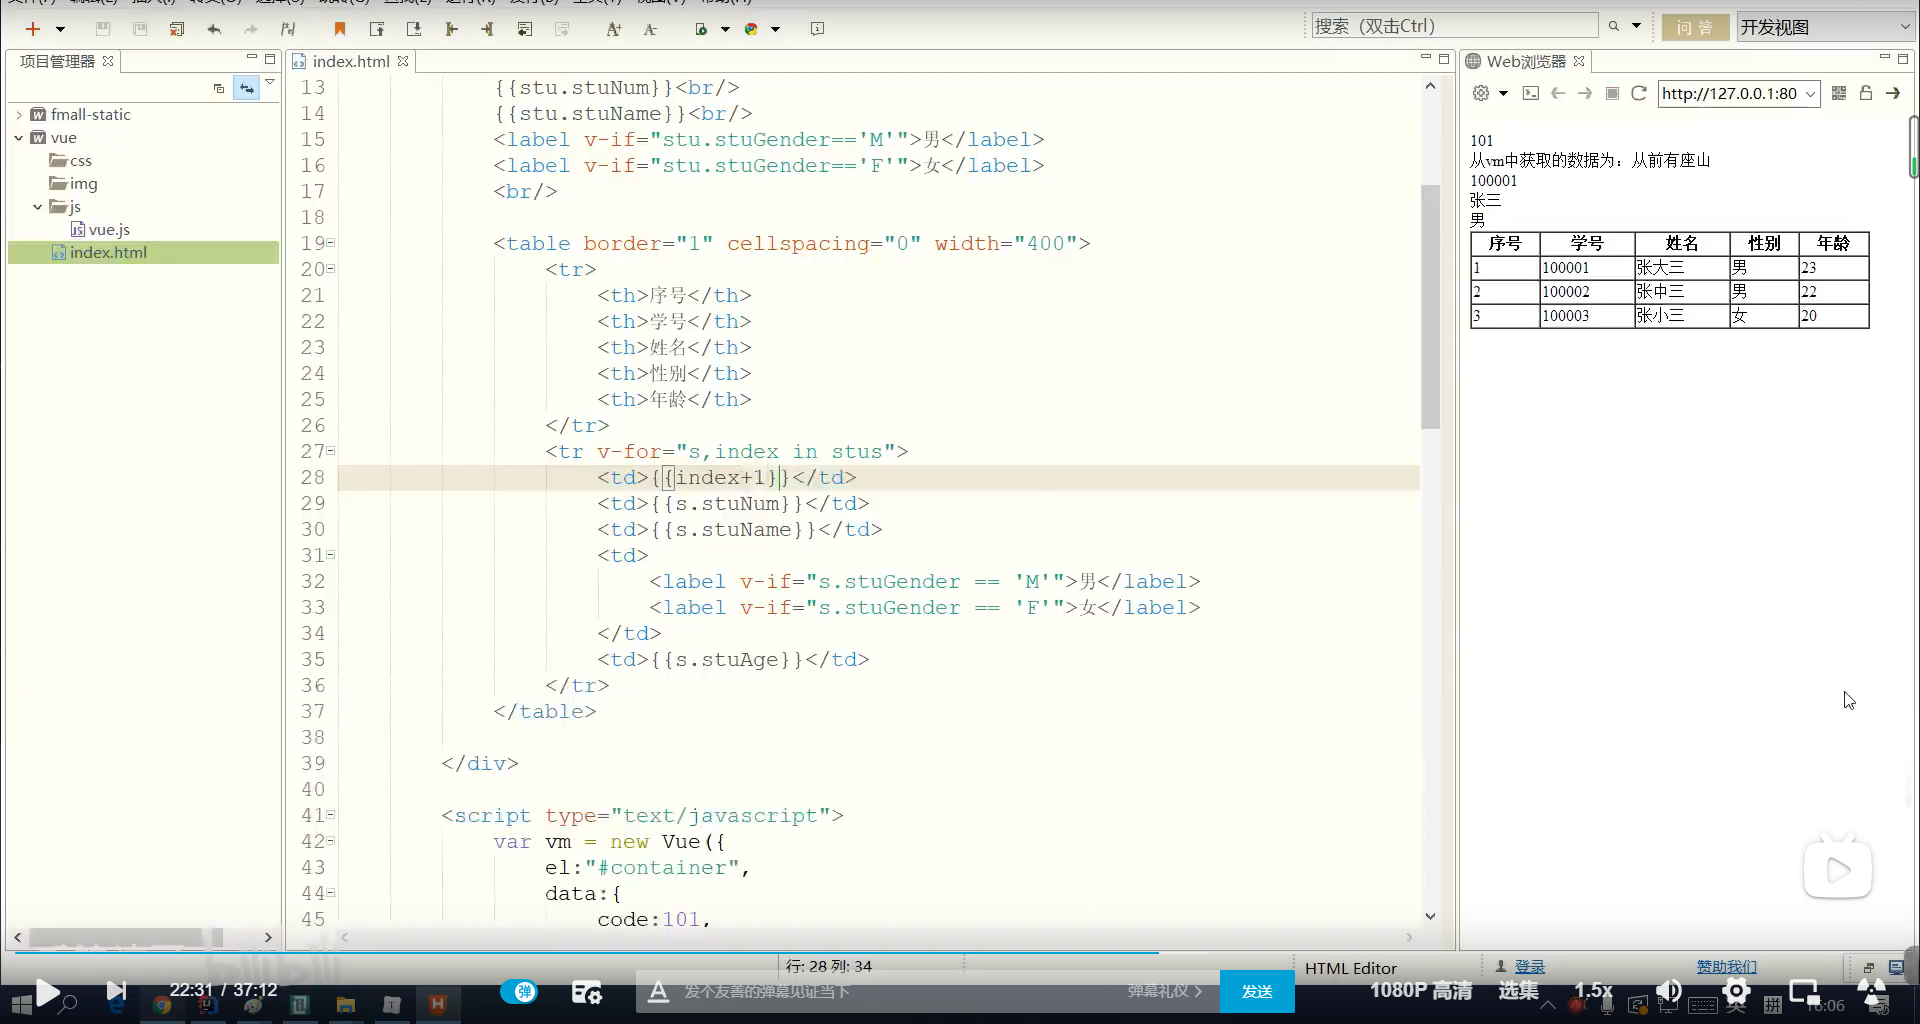 搜索（双击Ctrl）
问答
开发视图
项目管理器
index.html
Web浏览器
http://127.0.0.1:80
fmall-static
vue
css
img
js
vue.js
index.html
13 {{stu.stuNum}}<br/>
14 {{stu.stuName}}<br/>
15 <label v-if="stu.stuGender=='M'">男</label>
16 <label v-if="stu.stuGender=='F'">女</label>
17 <br/>
18
19 <table border="1" cellspacing="0" width="400">
20 <tr>
21 <th>序号</th>
22 <th>学号</th>
23 <th>姓名</th>
24 <th>性别</th>
25 <th>年龄</th>
26 </tr>
27 <tr v-for="s,index in stus">
28 <td>{{index+1}}</td>
29 <td>{{s.stuNum}}</td>
30 <td>{{s.stuName}}</td>
31 <td>
32 <label v-if="s.stuGender == 'M'">男</label>
33 <label v-if="s.stuGender == 'F'">女</label>
34 </td>
35 <td>{{s.stuAge}}</td>
36 </tr>
37 </table>
38
39 </div>
40
41 <script type="text/javascript">
42 var vm = new Vue({
43 el:"#container",
44 data:{
45 code:101,
101
从vm中获取的数据为：从前有座山
100001
张三
男
序号 学号 姓名 性别 年龄
1 100001 张大三 男 23
2 100002 张中三 男 22
3 100003 张小三 女 20
行: 28 列: 34
HTML Editor
登录
赞助我们
22:31 / 37:12
弹
发个友善的弹幕见证当下
弹幕礼仪
发送
1080P 高清
选集
1.5x
英
拼
16:06